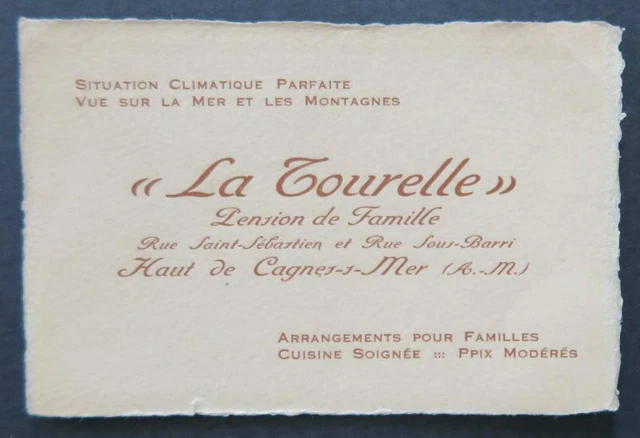 Situation Climatique Parfaite
Vue sur la Mer et les Montagnes
« La Tourelle »
Pension de Famille
Rue Saint-Sébastien et Rue Sous-Barri
Haut de Cagnes-s-Mer (A.-M.)
Arrangements pour Familles
Cuisine Soignée ::: Ppix Modérés